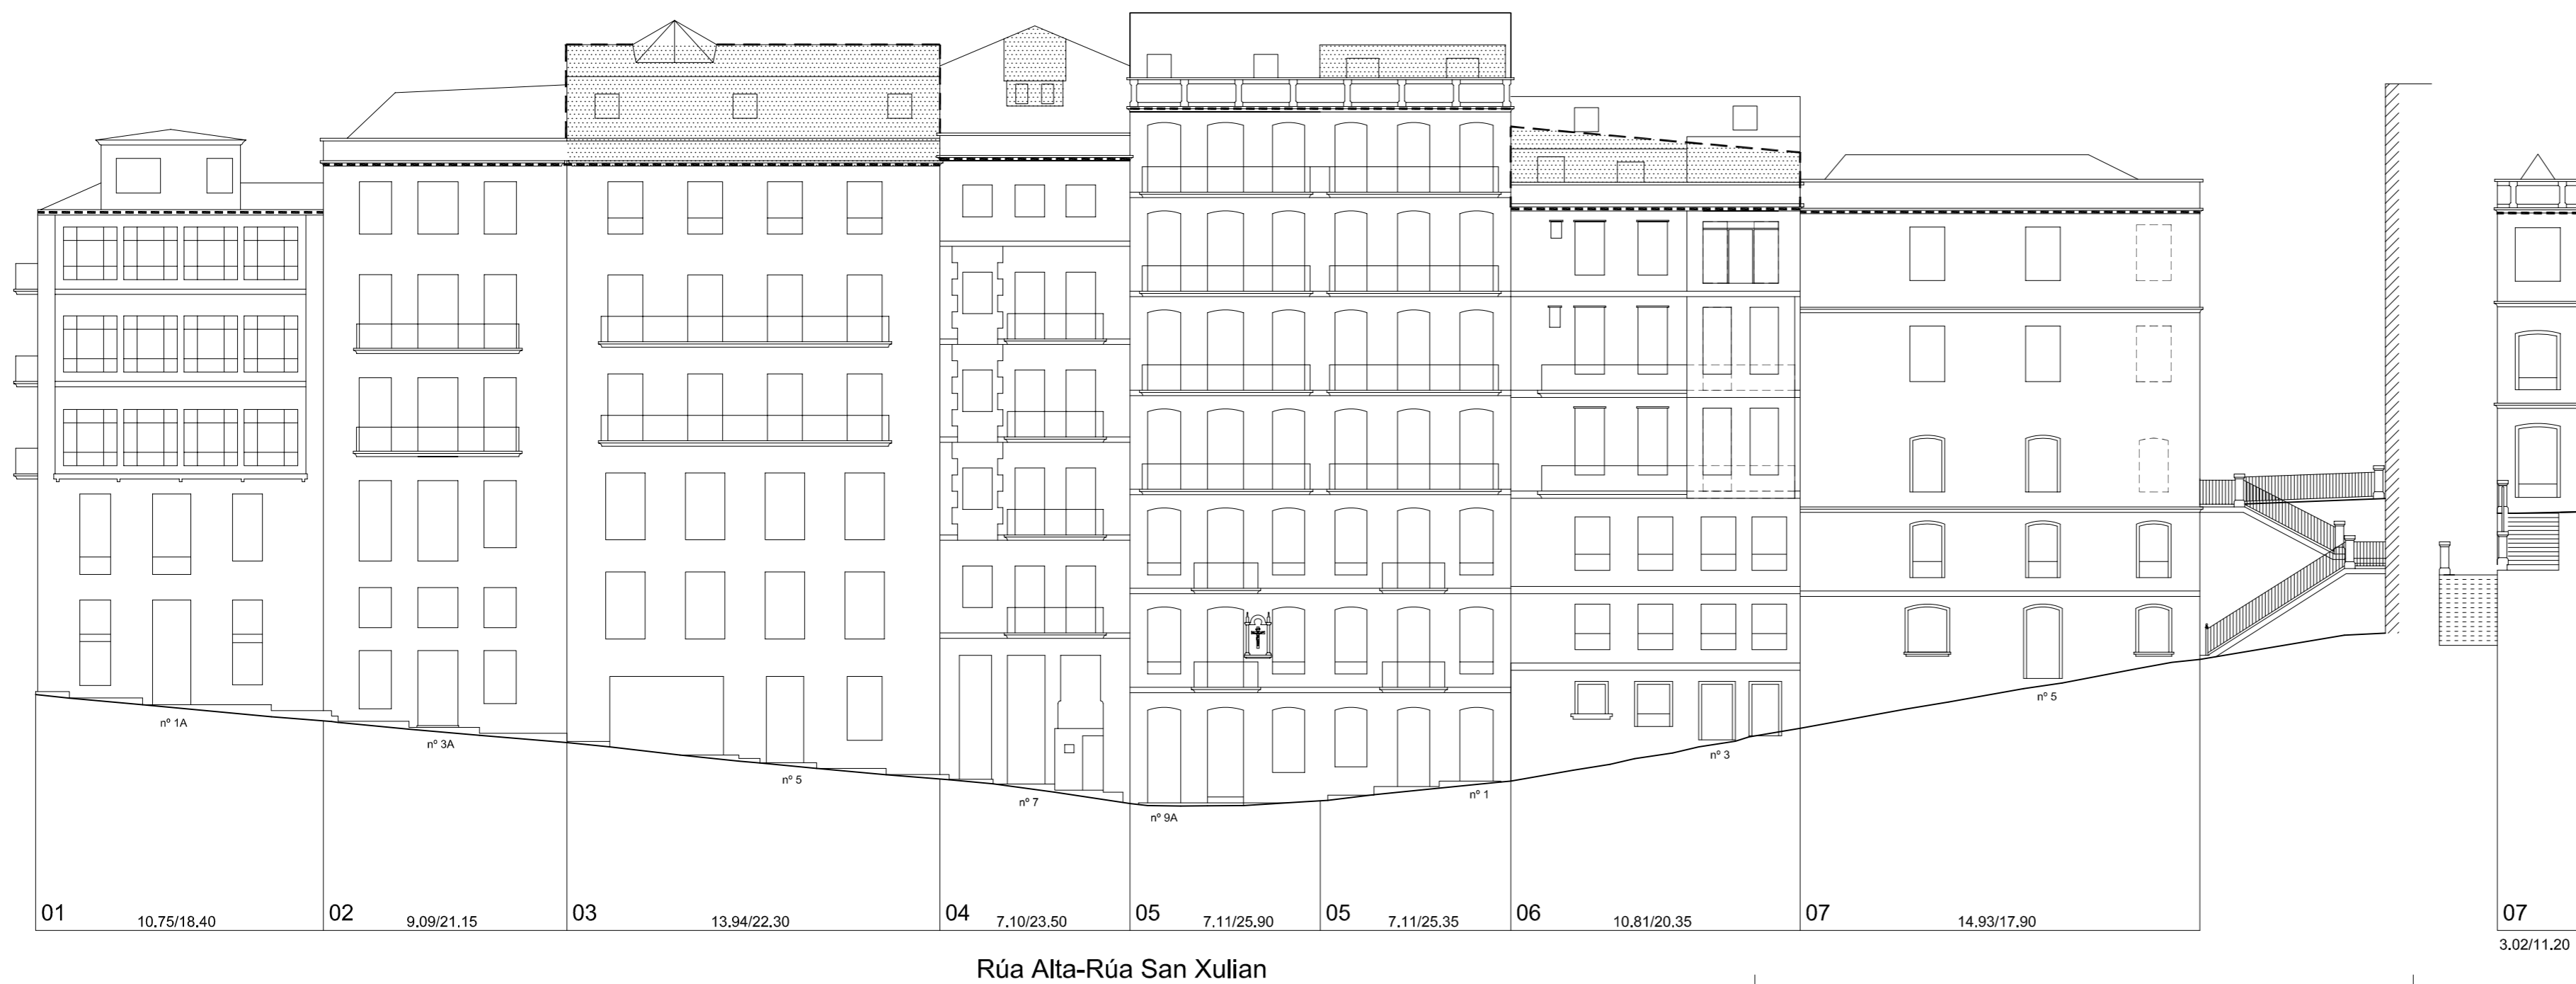 nº 1A
nº 3A
nº 5
nº 7
nº 9A
nº 1
nº 3
nº 5
01 10.75/18.40
02 9.09/21.15
03 13.94/22.30
04 7.10/23.50
05 7.11/25.90
05 7.11/25.35
06 10.81/20.35
07 14.93/17.90
07
3.02/11.20
Rúa Alta-Rúa San Xulian